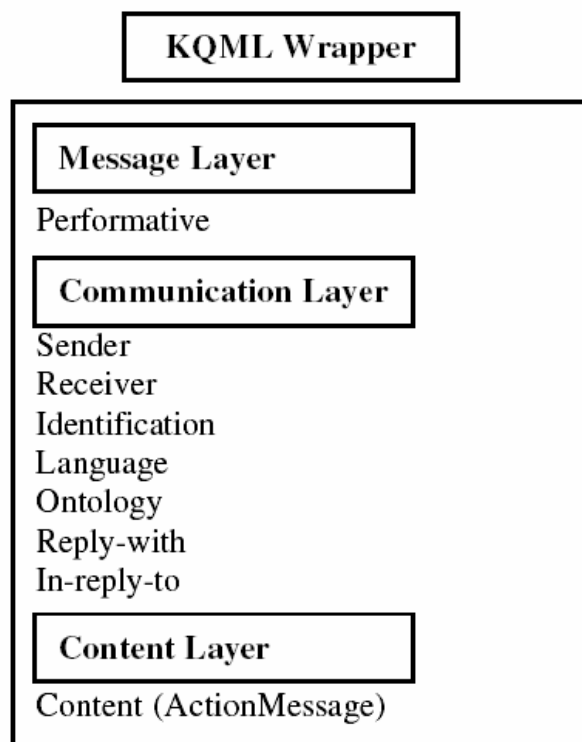 KQML Wrapper
Message Layer
Performative
Communication Layer
Sender
Receiver
Identification
Language
Ontology
Reply-with
In-reply-to
Content Layer
Content (ActionMessage)